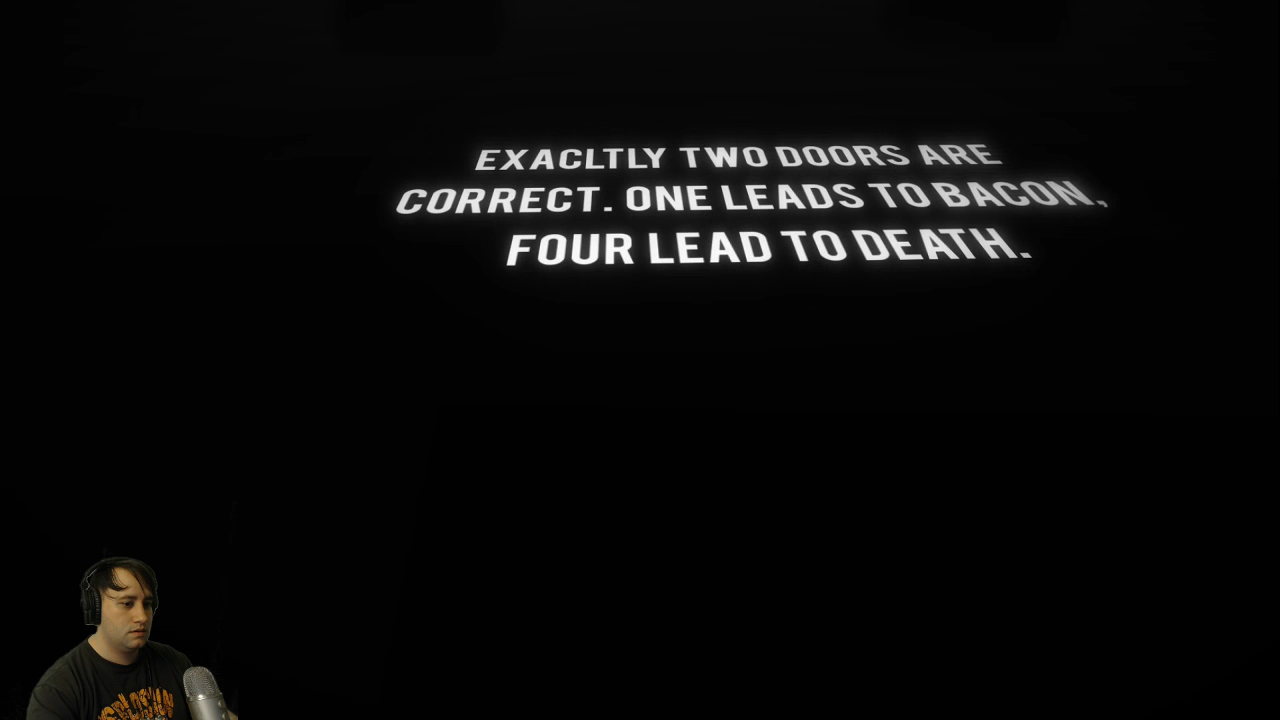 EXACLTLY TWO DOORS ARE
CORRECT. ONE LEADS TO BACON,
FOUR LEAD TO DEATH.